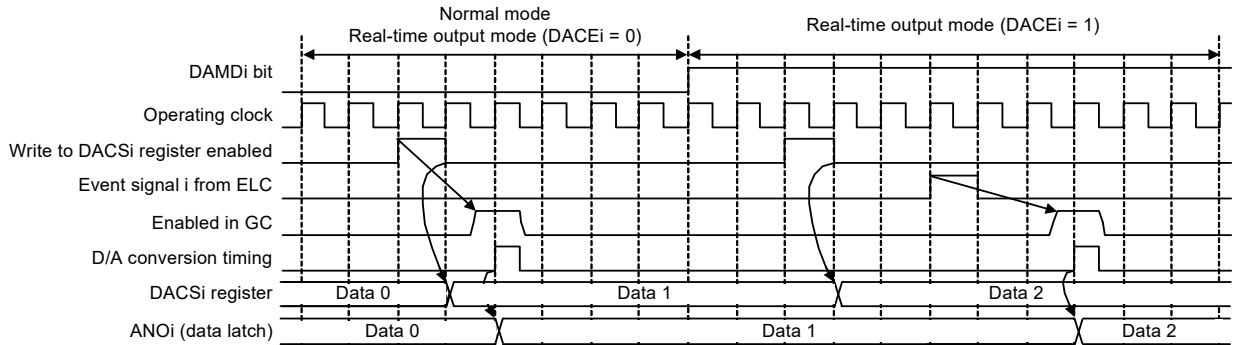 Normal mode
Real-time output mode (DACEi = 0)
Real-time output mode (DACEi = 1)
DAMDi bit
Operating clock
Write to DACSi register enabled
Event signal i from ELC
Enabled in GC
D/A conversion timing
DACSi register Data 0 Data 1 Data 2
ANOi (data latch) Data 0 Data 1 Data 2